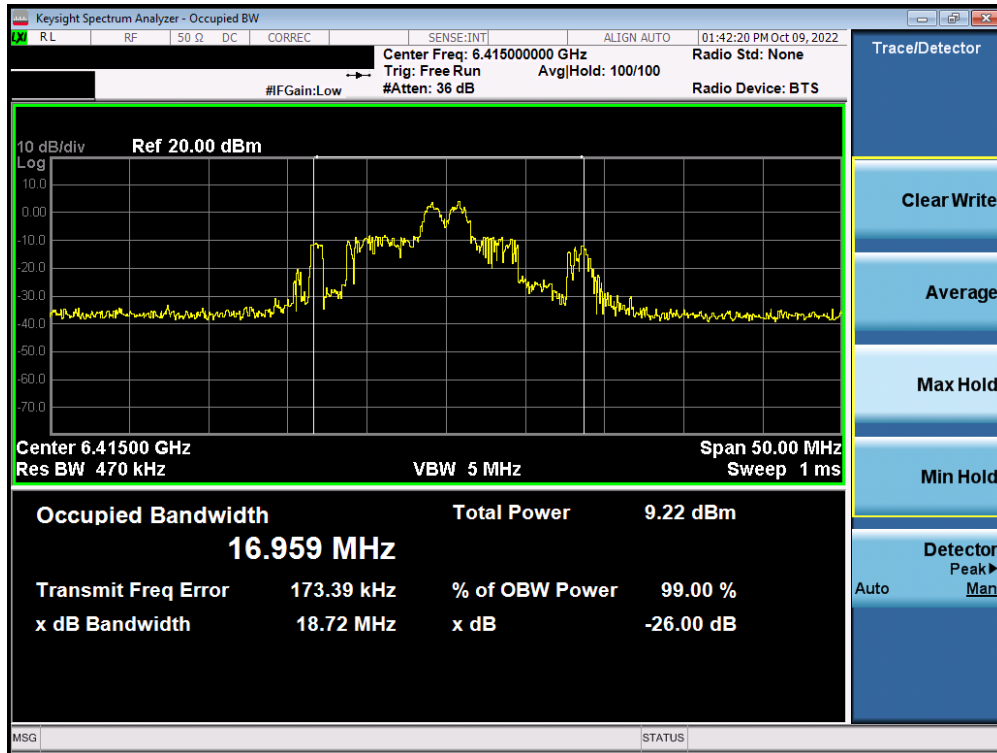 Keysight Spectrum Analyzer - Occupied BW
LXI RL RF 50 Ω DC CORREC SENSE:INT ALIGN AUTO 01:42:20 PM Oct 09, 2022
Center Freq: 6.415000000 GHz Radio Std: None
Trig: Free Run Avg|Hold: 100/100
#IFGain:Low #Atten: 36 dB Radio Device: BTS
10 dB/div Ref 20.00 dBm
Log
10.0
0.00
-10.0
-20.0
-30.0
-40.0
-50.0
-60.0
-70.0
Center 6.41500 GHz Span 50.00 MHz
Res BW 470 kHz VBW 5 MHz Sweep 1 ms
Occupied Bandwidth Total Power 9.22 dBm
16.959 MHz
Transmit Freq Error 173.39 kHz % of OBW Power 99.00 %
x dB Bandwidth 18.72 MHz x dB -26.00 dB
MSG STATUS
Trace/Detector
Clear Write
Average
Max Hold
Min Hold
Detector
Peak▶
Auto Man